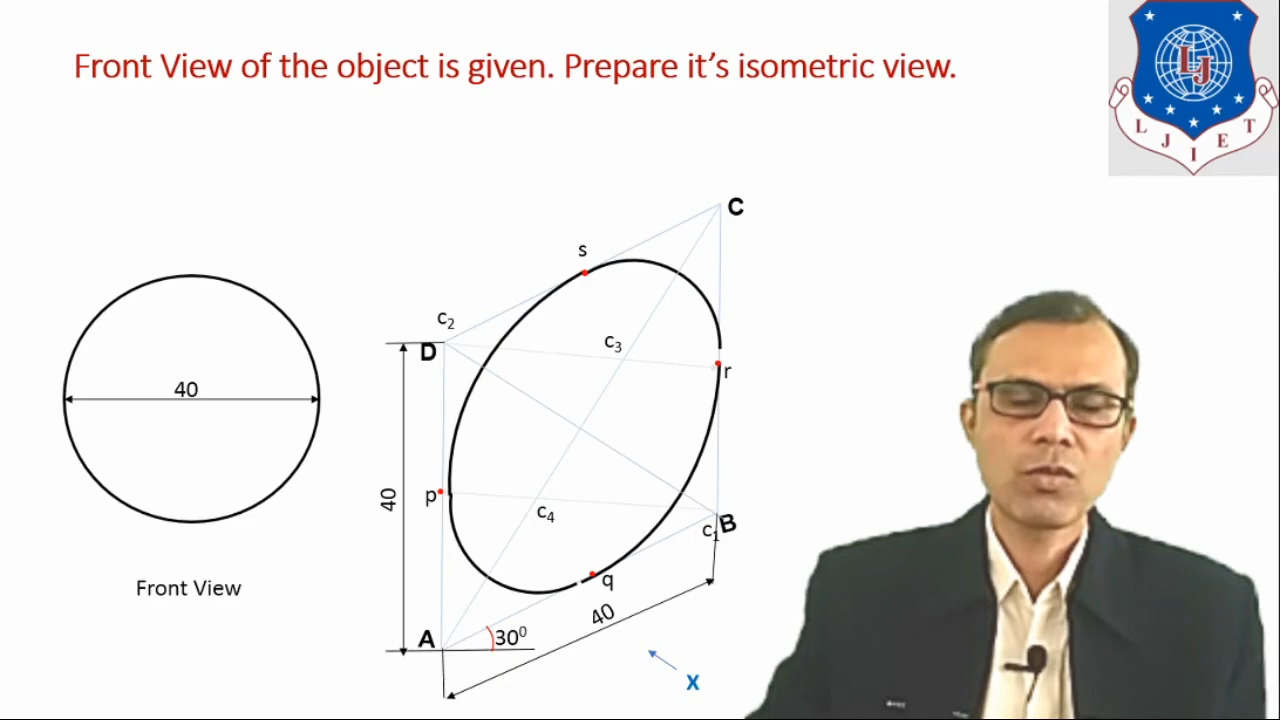 Front View of the object is given. Prepare it’s isometric view.
L J I E T
LJ
C
s
c2
D
c3
r
40
40
p
c4
c1
B
q
Front View
40
A
30⁰
X